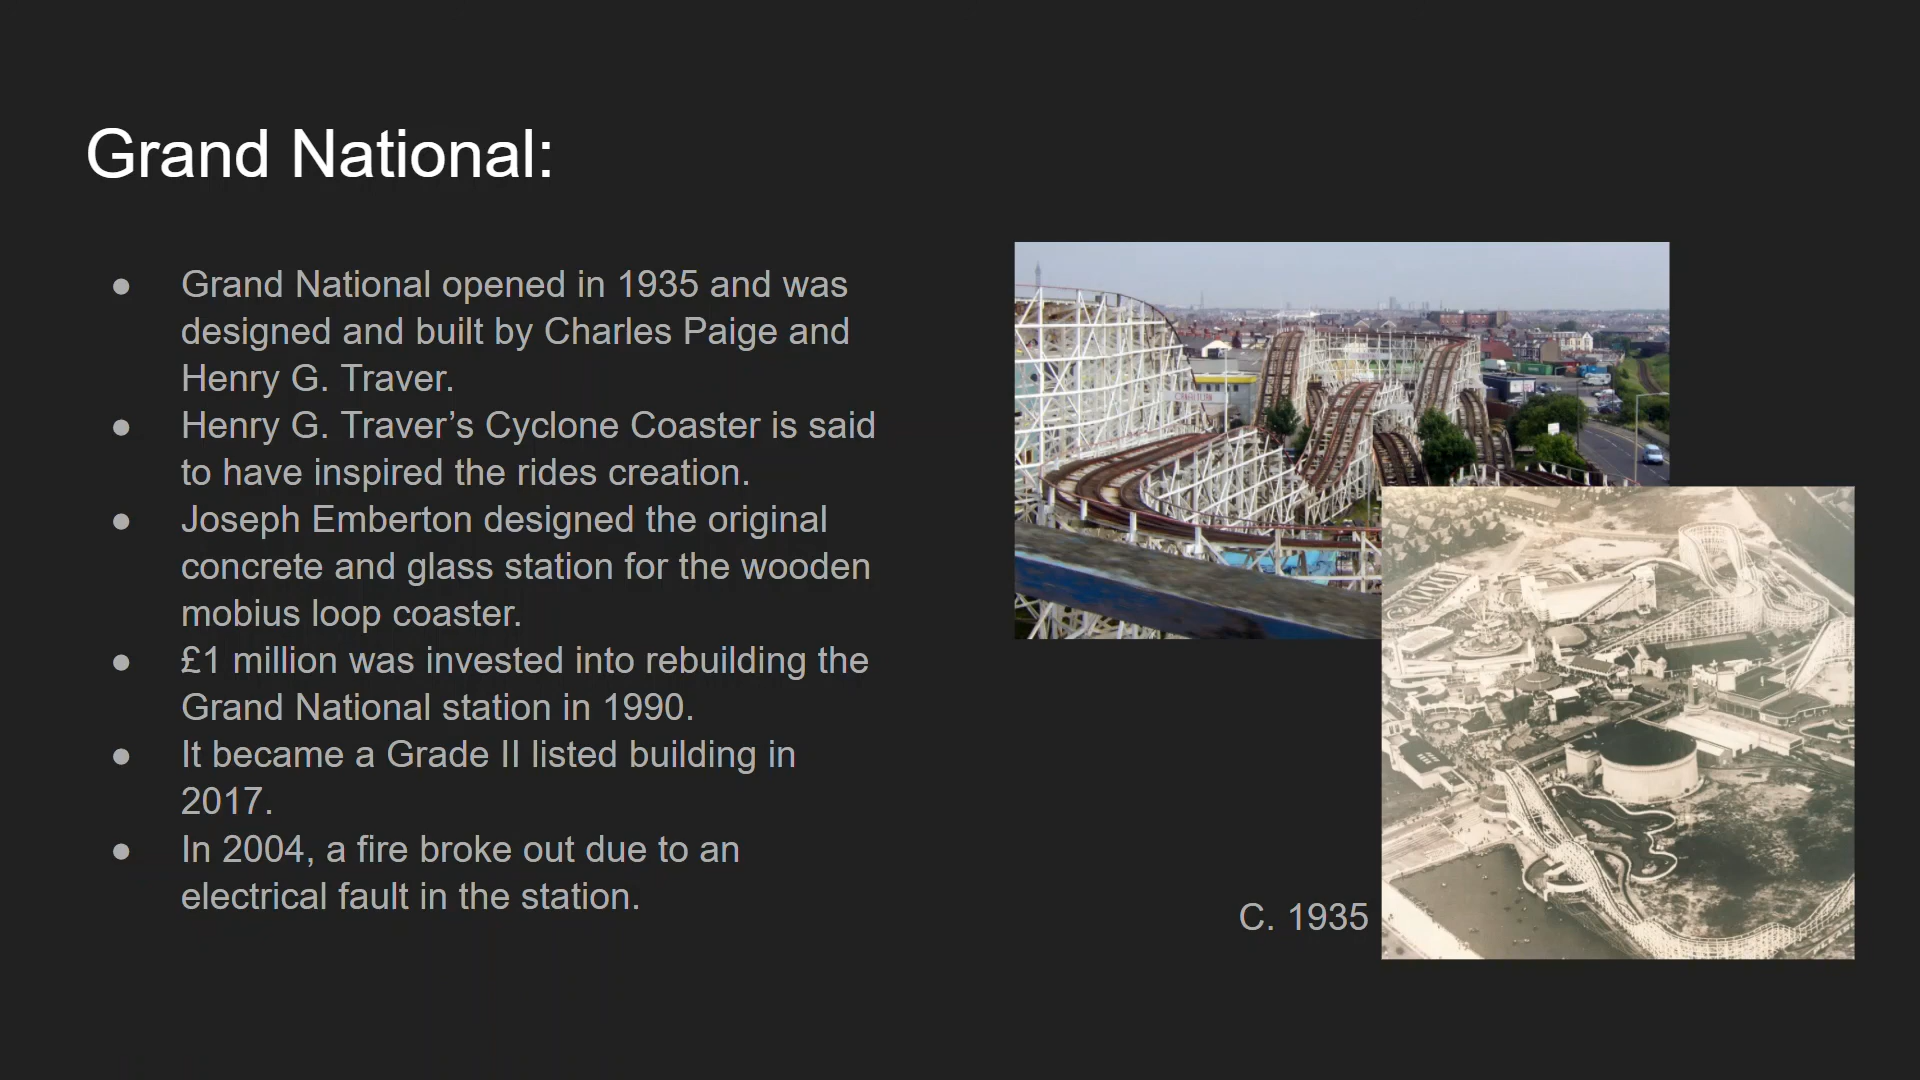 Grand National:
● Grand National opened in 1935 and was
designed and built by Charles Paige and
Henry G. Traver.
● Henry G. Traver’s Cyclone Coaster is said
to have inspired the rides creation.
● Joseph Emberton designed the original
concrete and glass station for the wooden
mobius loop coaster.
● £1 million was invested into rebuilding the
Grand National station in 1990.
● It became a Grade II listed building in
2017.
● In 2004, a fire broke out due to an
electrical fault in the station.
C. 1935